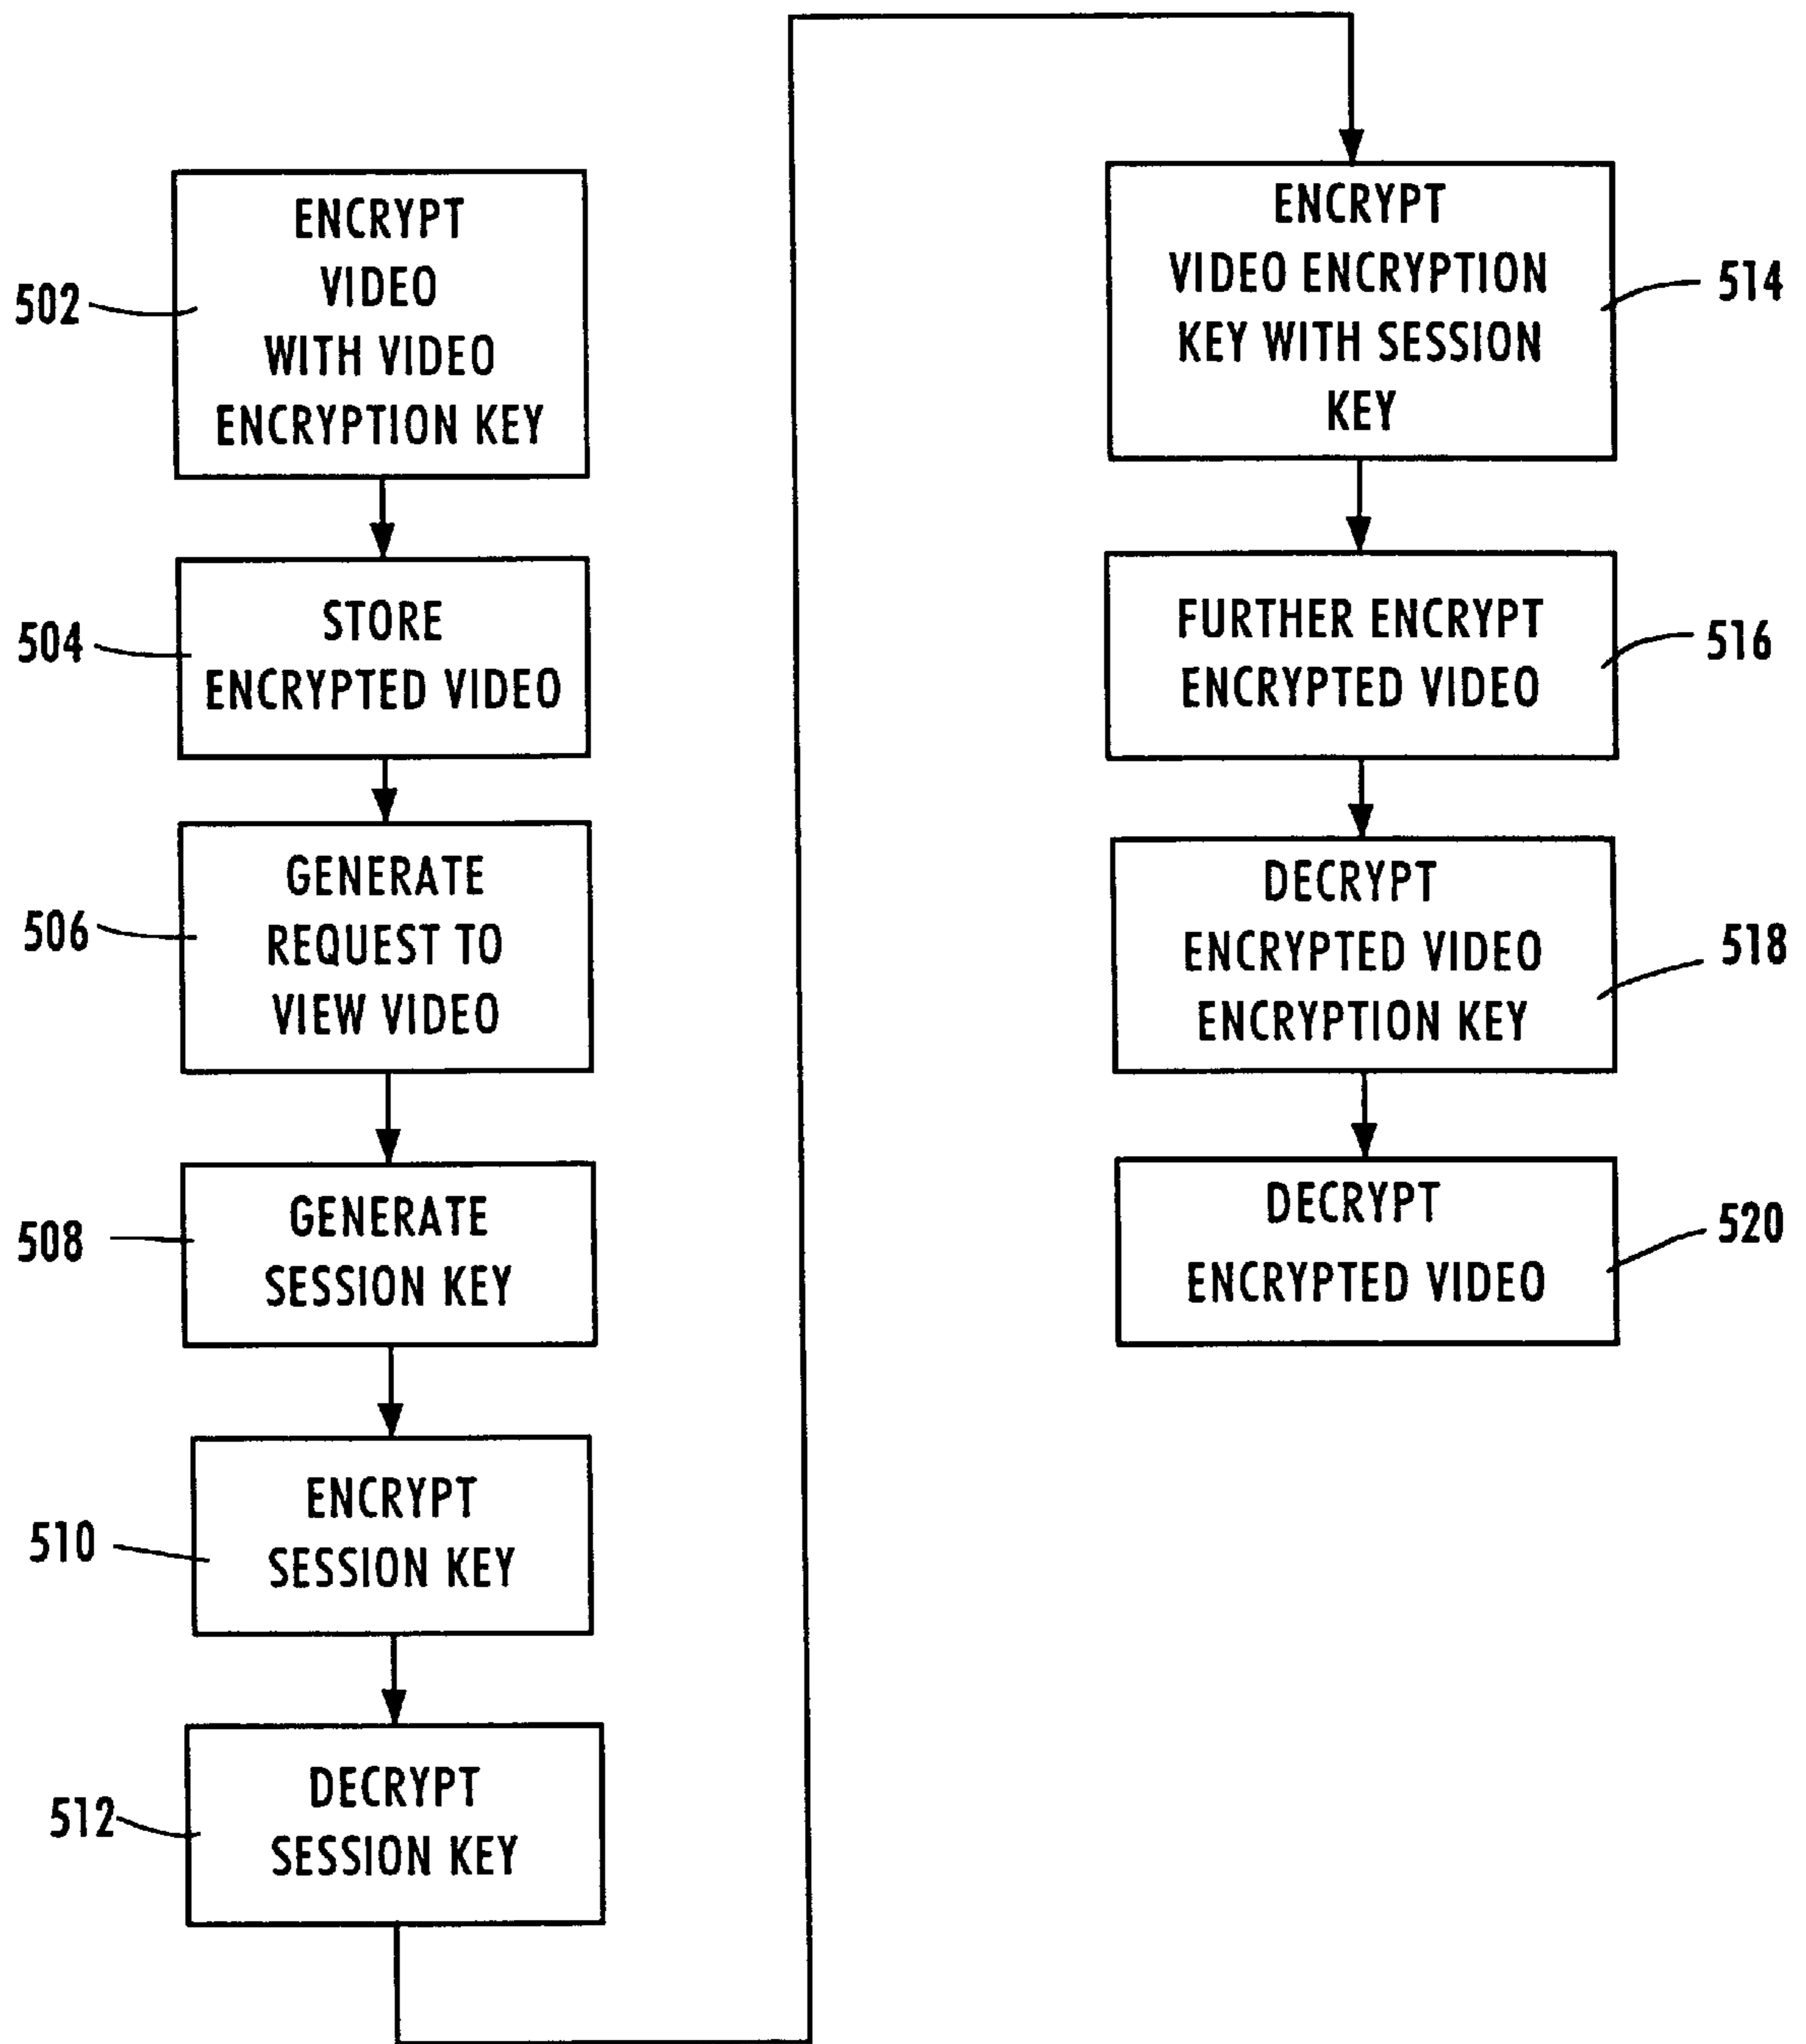 502
ENCRYPT
VIDEO
WITH VIDEO
ENCRYPTION KEY
504
STORE
ENCRYPTED VIDEO
506
GENERATE
REQUEST TO
VIEW VIDEO
508
GENERATE
SESSION KEY
510
ENCRYPT
SESSION KEY
512
DECRYPT
SESSION KEY
ENCRYPT
VIDEO ENCRYPTION
KEY WITH SESSION
KEY
514
FURTHER ENCRYPT
ENCRYPTED VIDEO
516
DECRYPT
ENCRYPTED VIDEO
ENCRYPTION KEY
518
DECRYPT
ENCRYPTED VIDEO
520